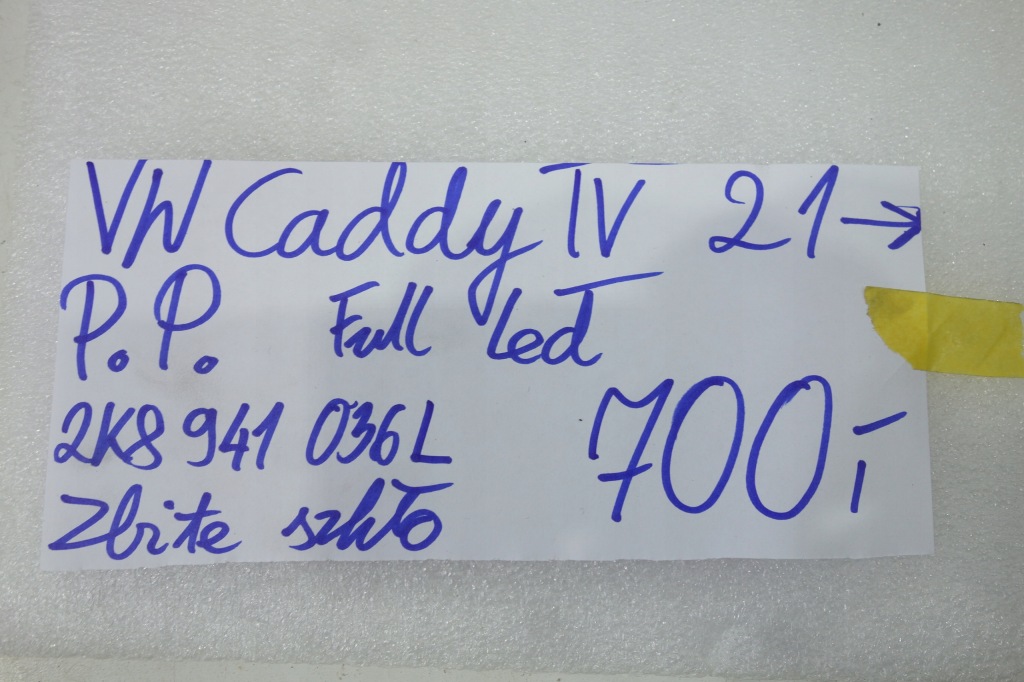 VW Caddy IV 21→
P.P. Full Led
2K8 941 036L
700,-
Zbite szkło